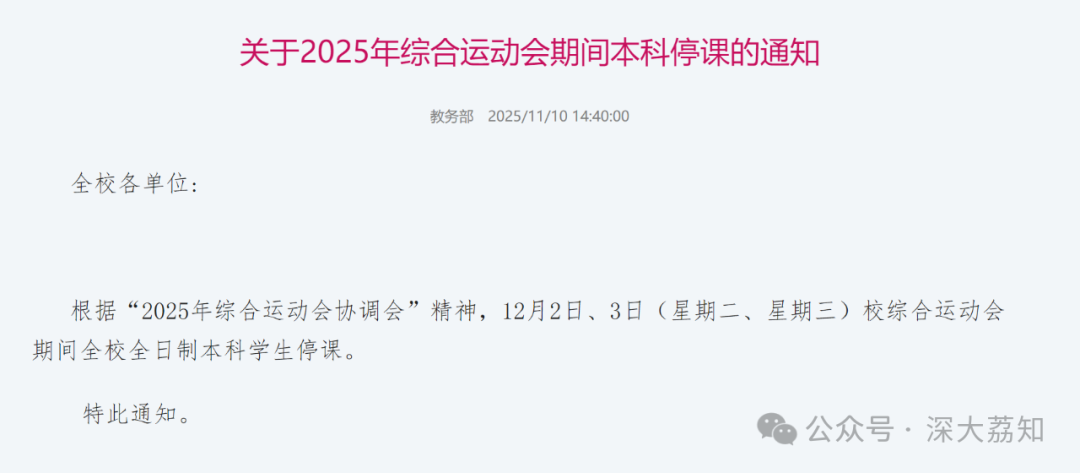 关于2025年综合运动会期间本科停课的通知
教务部 2025/11/10 14:40:00
全校各单位:
根据“2025年综合运动会协调会”精神，12月2日、3日（星期二、星期三）校综合运动会
期间全校全日制本科学生停课。
特此通知。
公众号·深大荔知